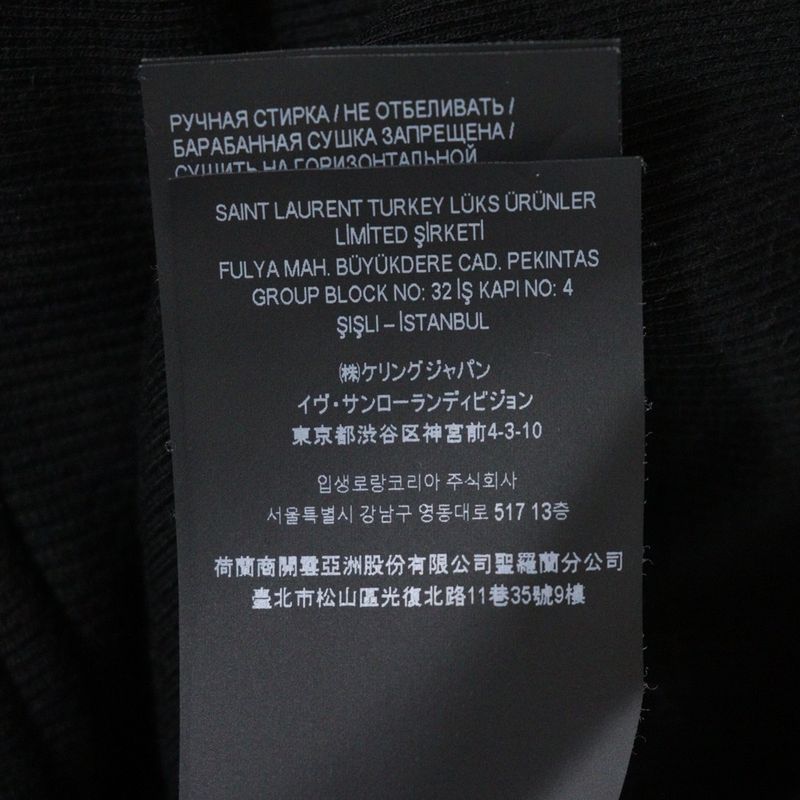 РУЧНАЯ СТИРКА / НЕ ОТБЕЛИВАТЬ /
БАРАБАННАЯ СУШКА ЗАПРЕЩЕНА /
СУШИТЬ НА ГОРИЗОНТАЛЬНОЙ
SAINT LAURENT TURKEY LÜKS ÜRÜNLER
LİMİTED ŞİRKETİ
FULYA MAH. BÜYÜKDERE CAD. PEKINTAS
GROUP BLOCK NO: 32 İŞ KAPI NO: 4
ŞIŞLI – İSTANBUL
㈱ケリングジャパン
イヴ・サンローランディビジョン
東京都渋谷区神宮前4-3-10
입생로랑코리아 주식회사
서울특별시 강남구 영동대로 517 13층
荷蘭商開雲亞洲股份有限公司聖羅蘭分公司
臺北市松山區光復北路11巷35號9樓